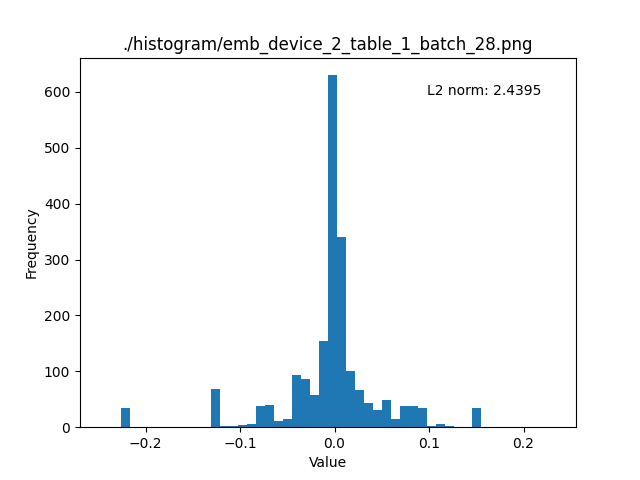 ./histogram/emb_device_2_table_1_batch_28.png
L2 norm: 2.4395
600
500
400
300
200
100
0
Frequency
−0.2 −0.1 0.0 0.1 0.2
Value